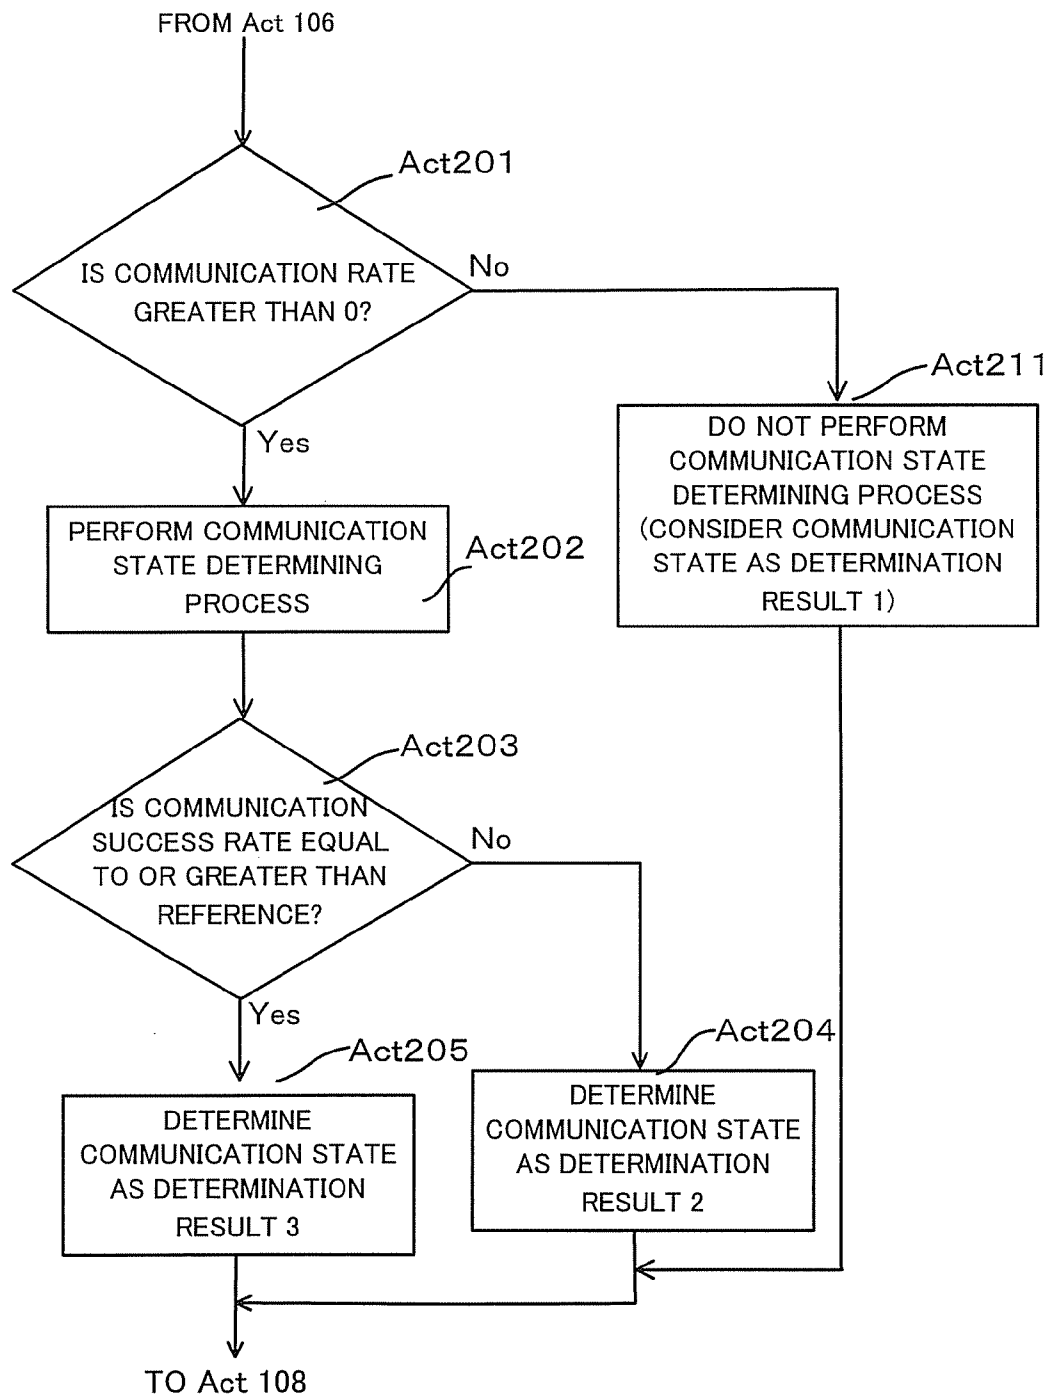 FROM Act 106
Act201
IS COMMUNICATION RATE
GREATER THAN 0?
No
Yes
Act211
DO NOT PERFORM
COMMUNICATION STATE
DETERMINING PROCESS
(CONSIDER COMMUNICATION
STATE AS DETERMINATION
RESULT 1)
PERFORM COMMUNICATION
STATE DETERMINING
PROCESS
Act202
Act203
IS COMMUNICATION
SUCCESS RATE EQUAL
TO OR GREATER THAN
REFERENCE?
No
Yes
Act205
DETERMINE
COMMUNICATION STATE
AS DETERMINATION
RESULT 3
Act204
DETERMINE
COMMUNICATION STATE
AS DETERMINATION
RESULT 2
TO Act 108